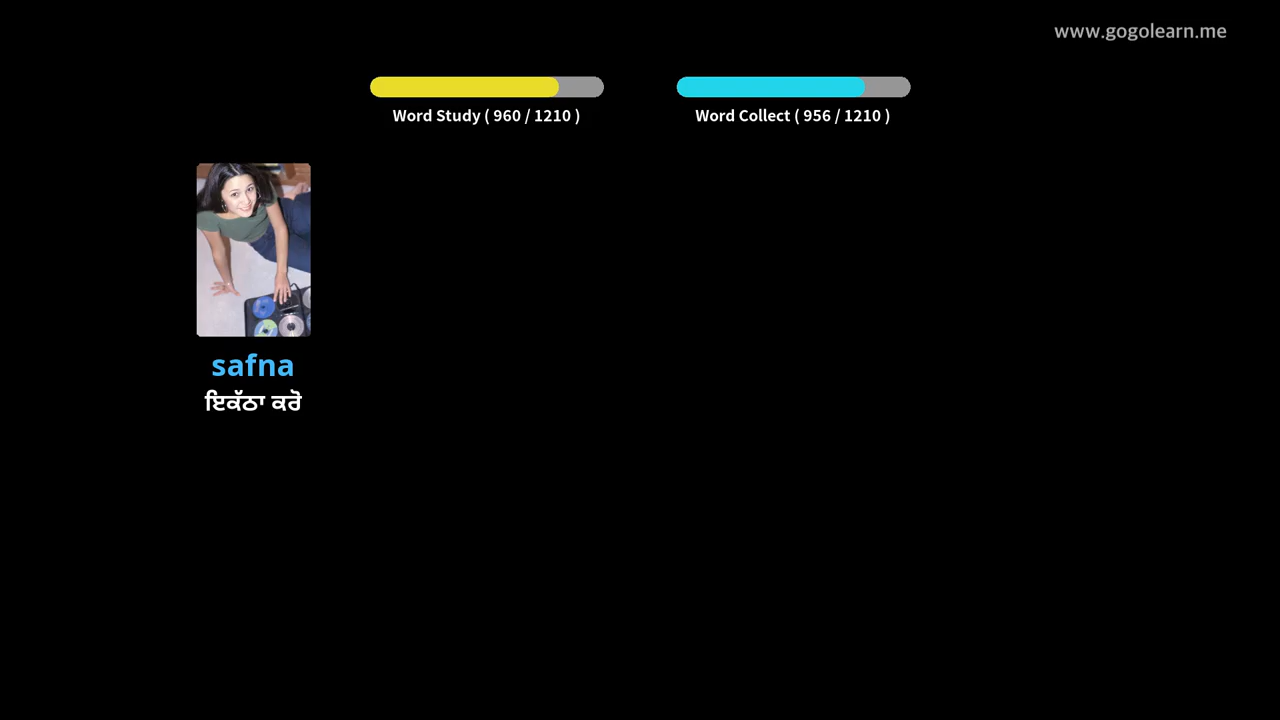 www.gogolearn.me
Word Study ( 960 / 1210 )
Word Collect ( 956 / 1210 )
safna
ਇਕੱਠਾ ਕਰੋ